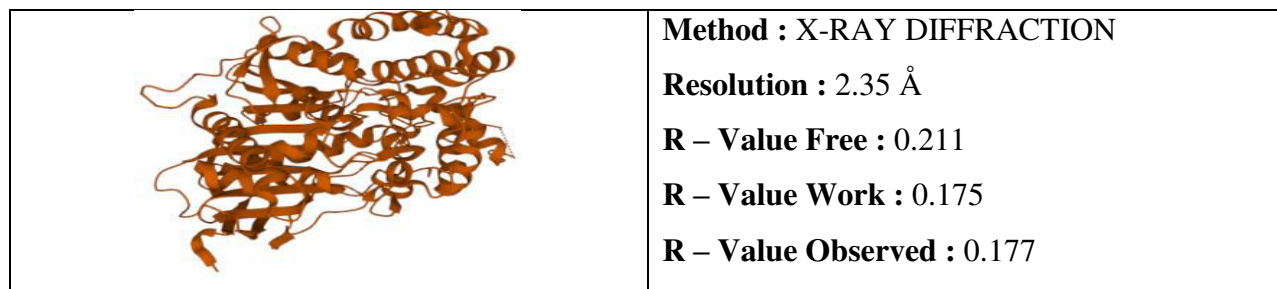 Method : X-RAY DIFFRACTION
Resolution : 2.35 Å
R – Value Free : 0.211
R – Value Work : 0.175
R – Value Observed : 0.177